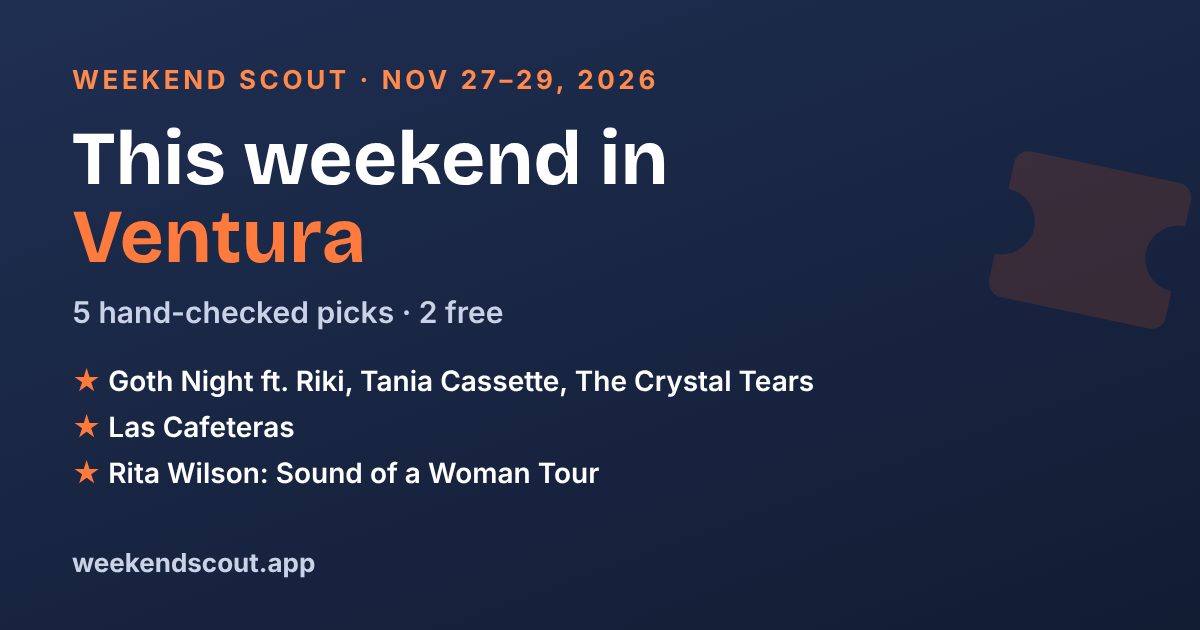 WEEKEND SCOUT · NOV 27–29, 2026
This weekend in
Ventura
5 hand-checked picks · 2 free
★ Goth Night ft. Riki, Tania Cassette, The Crystal Tears
★ Las Cafeteras
★ Rita Wilson: Sound of a Woman Tour
weekendscout.app